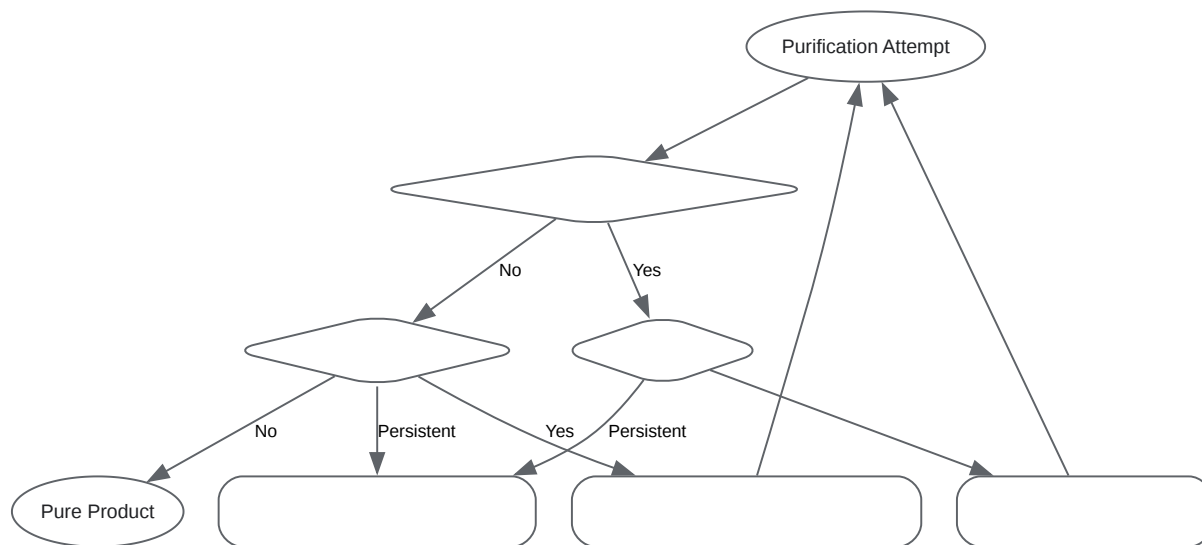 Purification Attempt
No
Yes
No
Persistent
Yes
Persistent
Pure Product